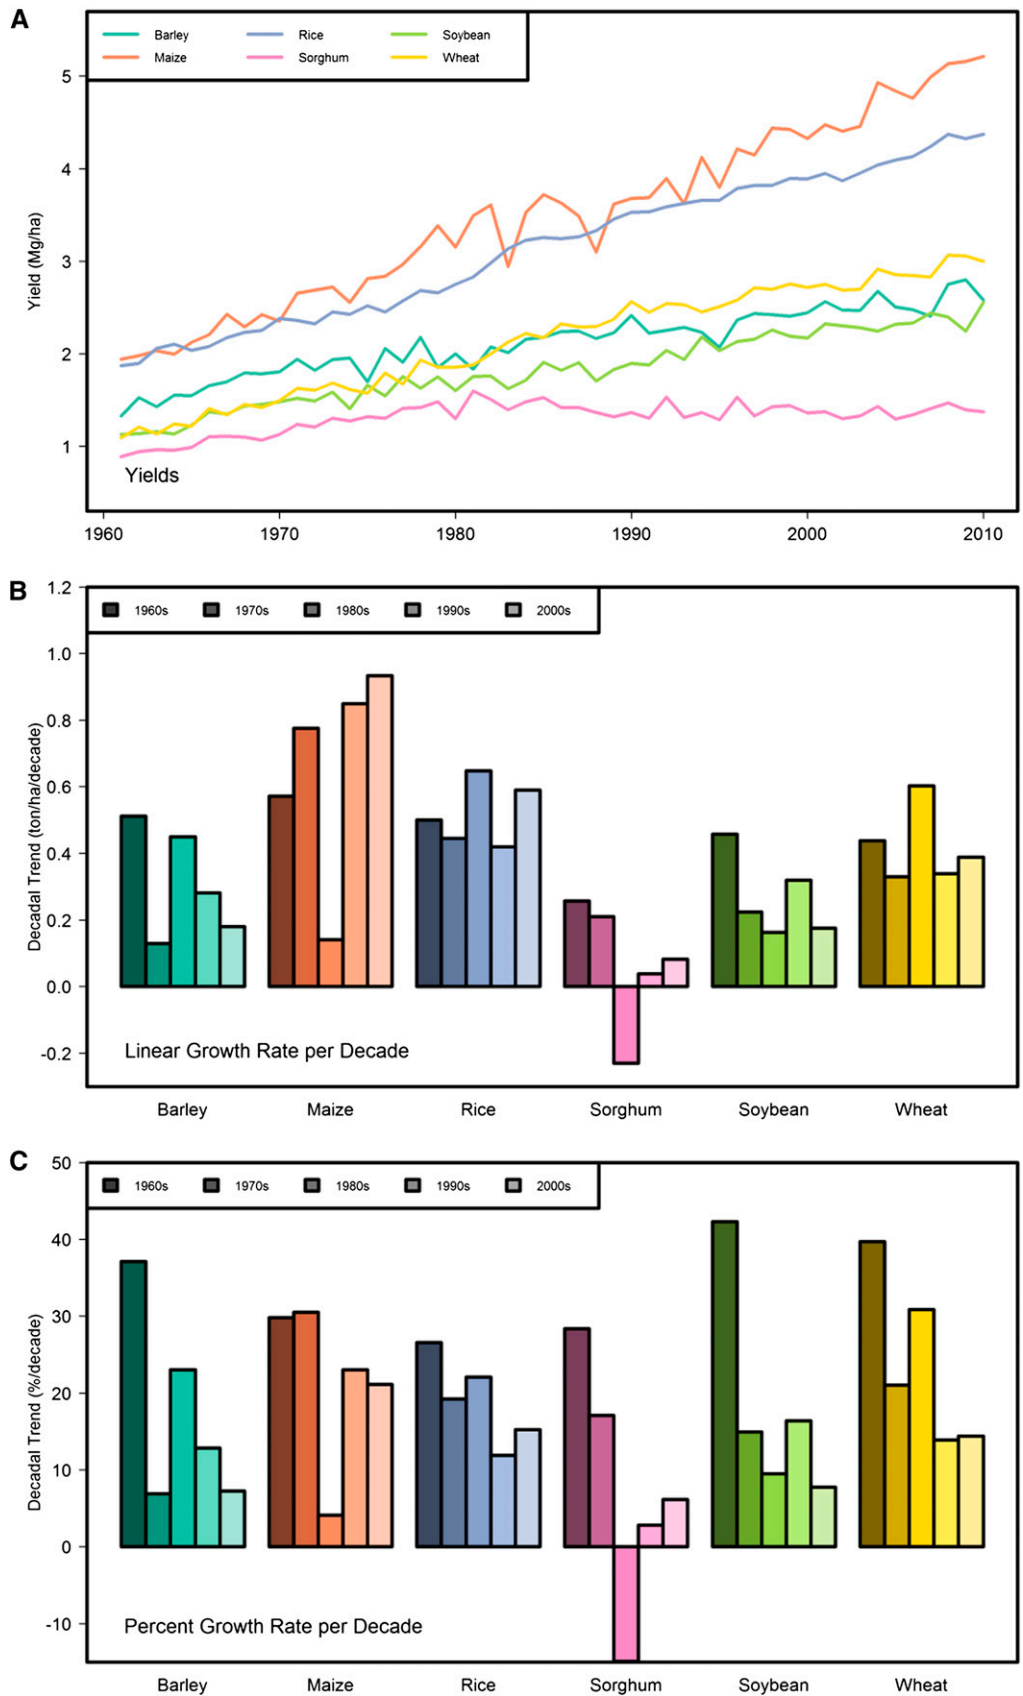 A
Barley Rice Soybean
Maize Sorghum Wheat
Yield (Mg/ha)
5
4
3
2
1
Yields
1960 1970 1980 1990 2000 2010
B
1960s 1970s 1980s 1990s 2000s
Decadal Trend (ton/ha/decade)
1.2
1.0
0.8
0.6
0.4
0.2
0.0
-0.2
Linear Growth Rate per Decade
Barley Maize Rice Sorghum Soybean Wheat
C
1960s 1970s 1980s 1990s 2000s
Decadal Trend (%/decade)
50
40
30
20
10
0
-10
Percent Growth Rate per Decade
Barley Maize Rice Sorghum Soybean Wheat